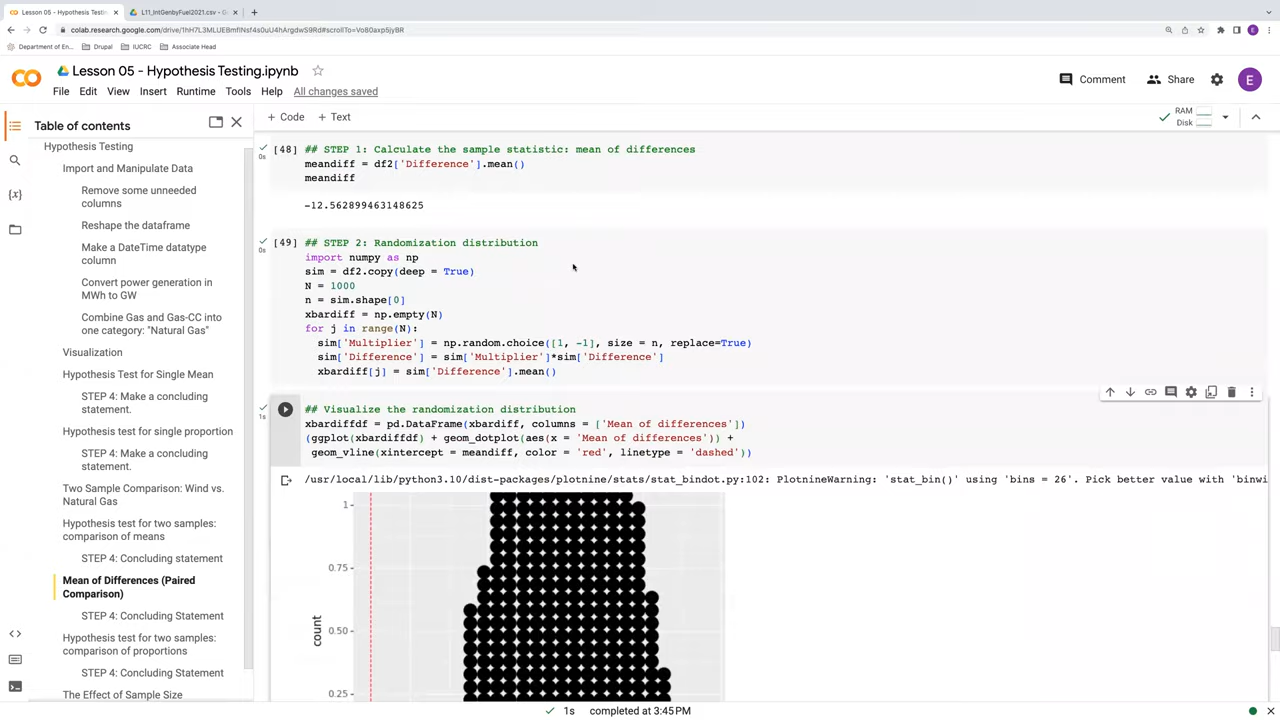 Lesson 05 - Hypothesis Testing.i
L11_IntGenbyFuel2021.csv - G
colab.research.google.com/drive/
Department of En...
Drupal
IUCRC
Associate Head
Lesson 05 - Hypothesis Testing.ipynb
File Edit View Insert Runtime Tools Help All changes saved
Comment
Share
E
+ Code + Text
RAM
Disk
Table of contents
Hypothesis Testing
Import and Manipulate Data
Remove some unneeded
columns
Reshape the dataframe
Make a DateTime datatype
column
Convert power generation in
MWh to GW
Combine Gas and Gas-CC into
one category: "Natural Gas"
Visualization
Hypothesis Test for Single Mean
STEP 4: Make a concluding
statement.
Hypothesis test for single proportion
STEP 4: Make a concluding
statement.
Two Sample Comparison: Wind vs.
Natural Gas
Hypothesis test for two samples:
comparison of means
STEP 4: Concluding statement
Mean of Differences (Paired
Comparison)
STEP 4: Concluding Statement
Hypothesis test for two samples:
comparison of proportions
STEP 4: Concluding Statement
The Effect of Sample Size
[48] ## STEP 1: Calculate the sample statistic: mean of differences
0s
meandiff = df2['Difference'].mean()
meandiff
-12.562899463148625
[49] ## STEP 2: Randomization distribution
0s
import numpy as np
sim = df2.copy(deep = True)
N = 1000
n = sim.shape[0]
xbardiff = np.empty(N)
for j in range(N):
sim['Multiplier'] = np.random.choice([1, -1], size = n, replace=True)
sim['Difference'] = sim['Multiplier']*sim['Difference']
xbardiff[j] = sim['Difference'].mean()
1s
## Visualize the randomization distribution
xbardiffdf = pd.DataFrame(xbardiff, columns = ['Mean of differences'])
(ggplot(xbardiffdf) + geom_dotplot(aes(x = 'Mean of differences')) +
geom_vline(xintercept = meandiff, color = 'red', linetype = 'dashed'))
/usr/local/lib/python3.10/dist-packages/plotnine/stats/stat_bindot.py:102: PlotnineWarning: 'stat_bin()' using 'bins = 26'. Pick better value with 'binwi
1
0.75
0.50
0.25
count
1s completed at 3:45 PM